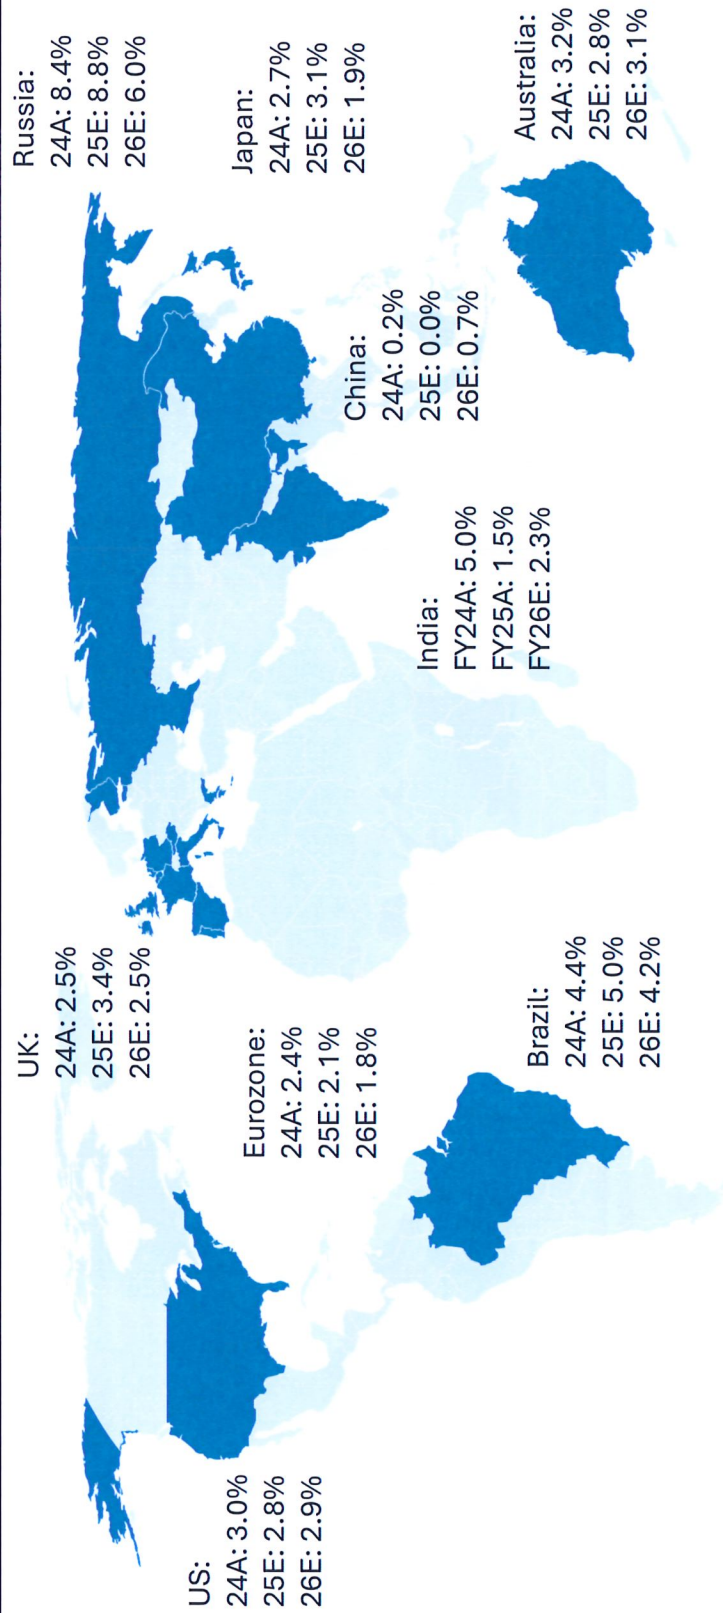 US:
24A: 3.0%
25E: 2.8%
26E: 2.9%
UK:
24A: 2.5%
25E: 3.4%
26E: 2.5%
Eurozone:
24A: 2.4%
25E: 2.1%
26E: 1.8%
Brazil:
24A: 4.4%
25E: 5.0%
26E: 4.2%
Russia:
24A: 8.4%
25E: 8.8%
26E: 6.0%
Japan:
24A: 2.7%
25E: 3.1%
26E: 1.9%
China:
24A: 0.2%
25E: 0.0%
26E: 0.7%
India:
FY24A: 5.0%
FY25A: 1.5%
FY26E: 2.3%
Australia:
24A: 3.2%
25E: 2.8%
26E: 3.1%